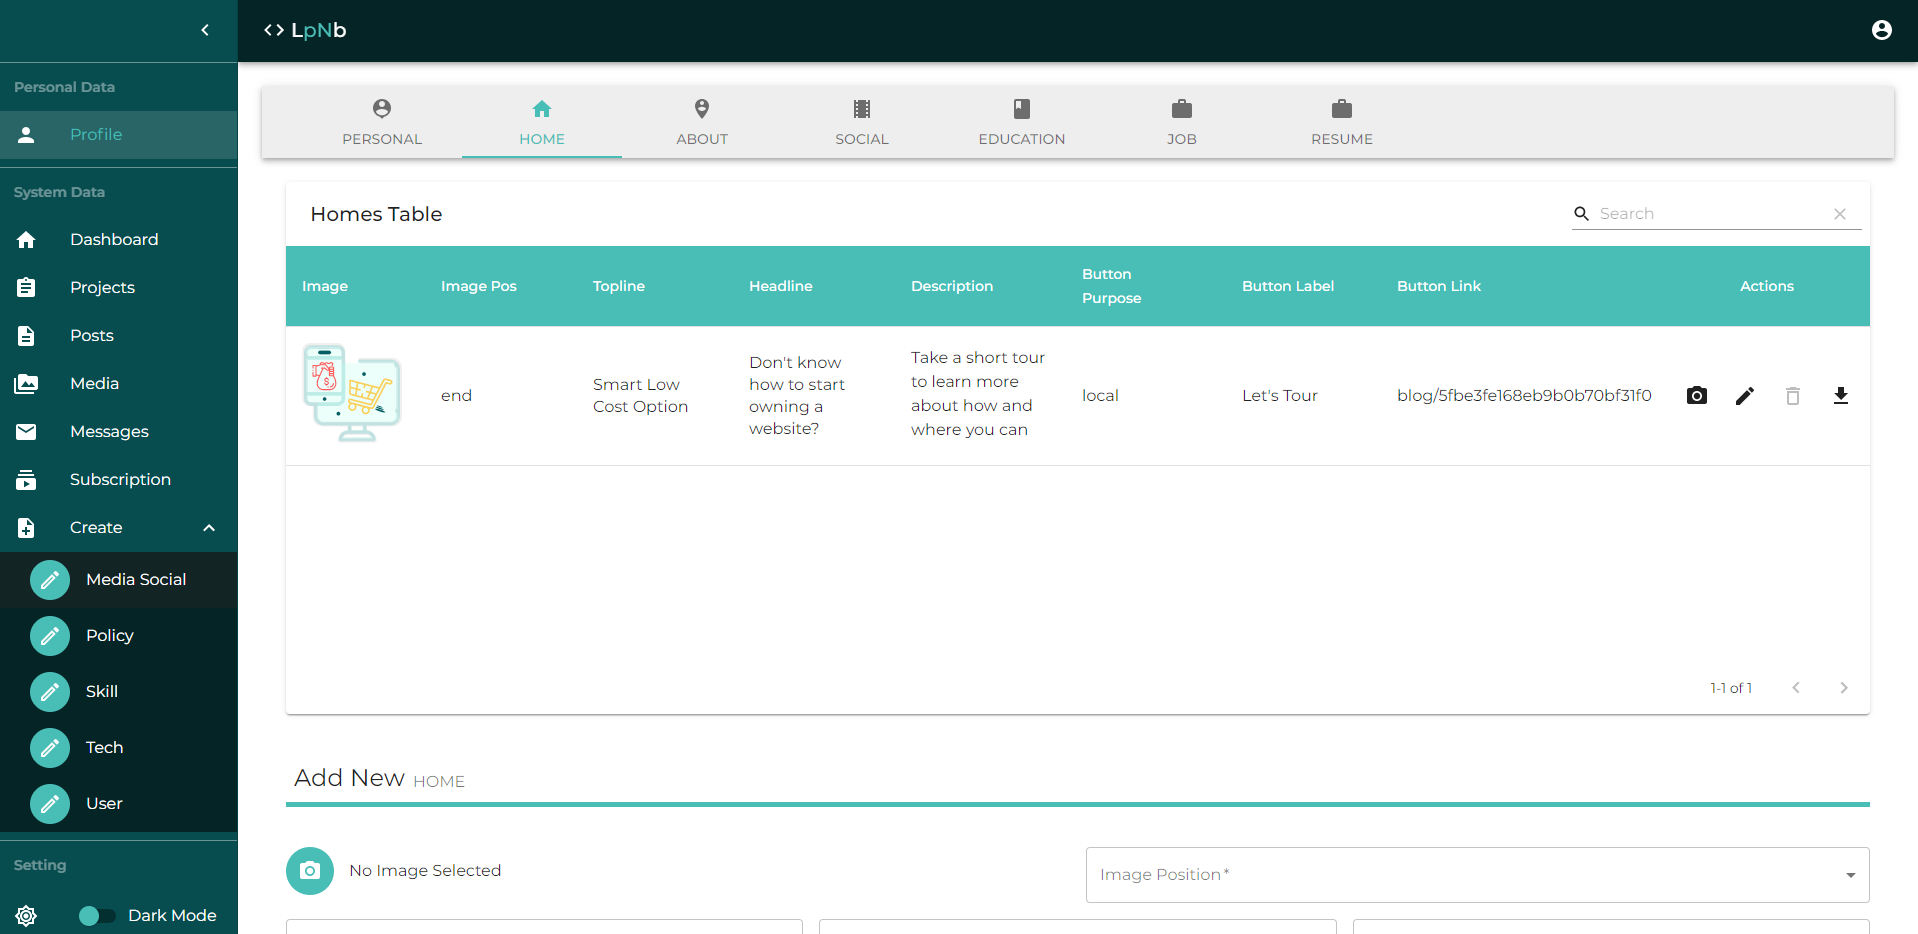 LpNb
Personal Data
Profile
System Data
Dashboard
Projects
Posts
Media
Messages
Subscription
Create
Media Social
Policy
Skill
Tech
User
Setting
Dark Mode
PERSONAL
HOME
ABOUT
SOCIAL
EDUCATION
JOB
RESUME
Homes Table
Search
Image
Image Pos
Topline
Headline
Description
Button
Purpose
Button Label
Button Link
Actions
end
Smart Low
Cost Option
Don't know
how to start
owning a
website?
Take a short tour
to learn more
about how and
where you can
local
Let's Tour
blog/5fbe3fe168eb9b0b70bf31f0
1-1 of 1
Add New HOME
No Image Selected
Image Position*